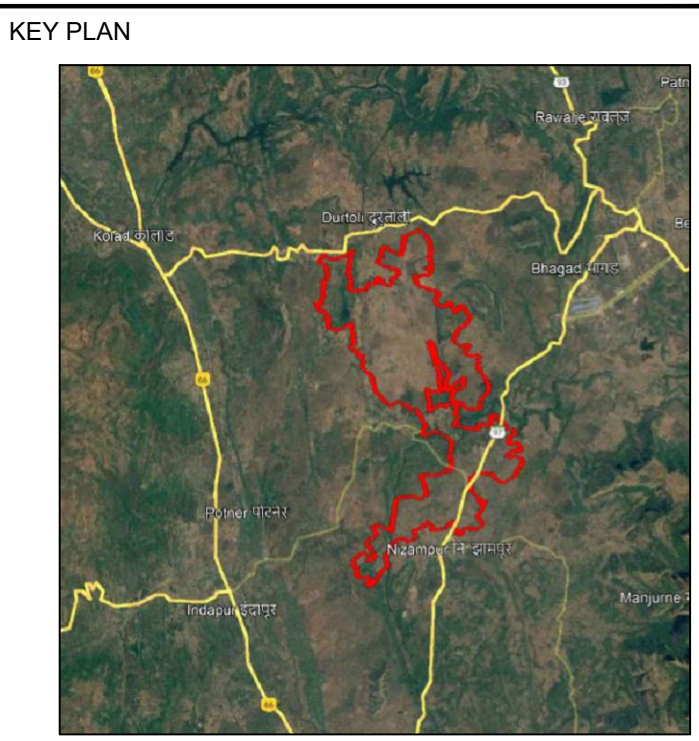 KEY PLAN
66
93
Patn
Rawalje रावळजे
Durtoli दुरतोली
Kolad कोलाड
Be
Bhagad भागड
66
97
Potner पोटनेर
Nizampur नि झामपूर
Manjurne
Indapur इंदापूर
66